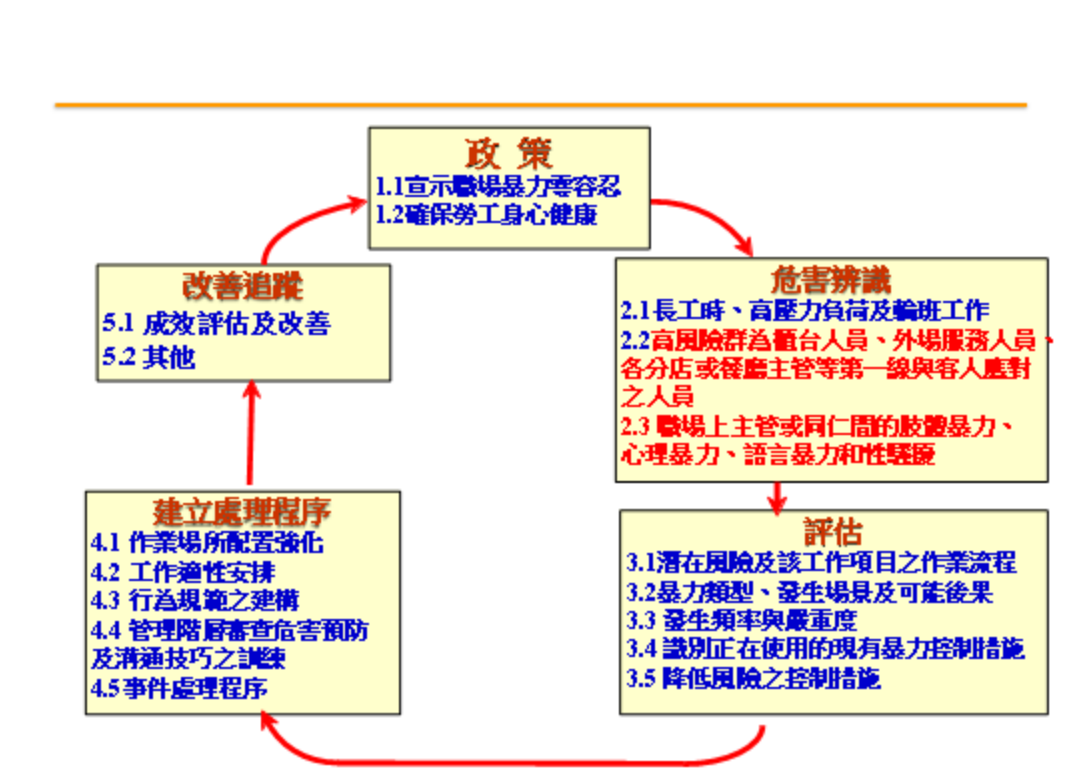 政 策
1.1宣示職場暴力零容忍
1.2確保勞工身心健康
危害辨識
2.1長工時、高壓力負荷及輪班工作
2.2高風險群為櫃台人員、外場服務人員、
各分店或餐廳主管等第一線與客人應對
之人員
2.3 職場上主管或同仁間的肢體暴力、
心理暴力、語言暴力和性騷擾
評估
3.1潛在風險及該工作項目之作業流程
3.2暴力類型、發生場景及可能後果
3.3 發生頻率與嚴重度
3.4 識別正在使用的現有暴力控制措施
3.5 降低風險之控制措施
建立處理程序
4.1 作業場所配置強化
4.2 工作適性安排
4.3 行為規範之建構
4.4 管理階層審查危害預防
及溝通技巧之訓練
4.5事件處理程序
改善追蹤
5.1 成效評估及改善
5.2 其他